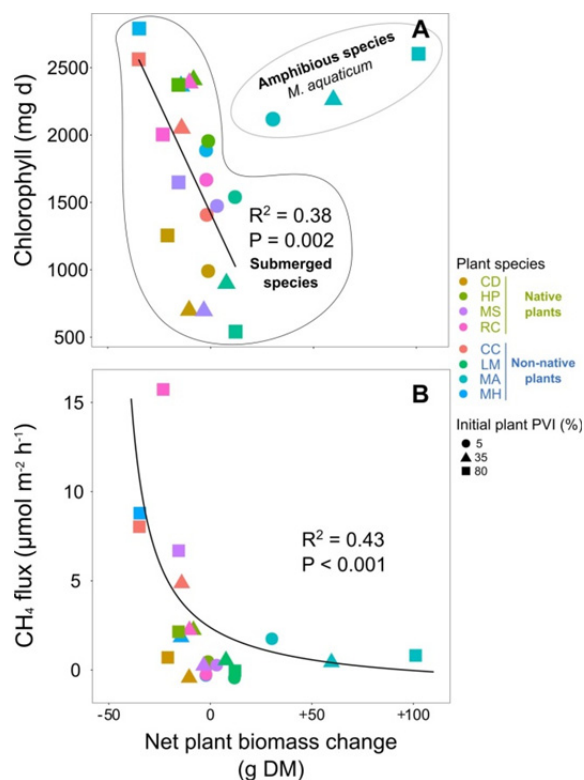 A
Chlorophyll (mg d)
2500
2000
1500
1000
500
Amphibious species
M. aquaticum
R² = 0.38
P = 0.002
Submerged
species
B
CH₄ flux (µmol m⁻² h⁻¹)
15
10
5
0
R² = 0.43
P < 0.001
-50
0
+50
+100
Net plant biomass change
(g DM)
Plant species
CD
HP
MS
RC
Native
plants
CC
LM
MA
MH
Non-native
plants
Initial plant PVI (%)
5
35
80